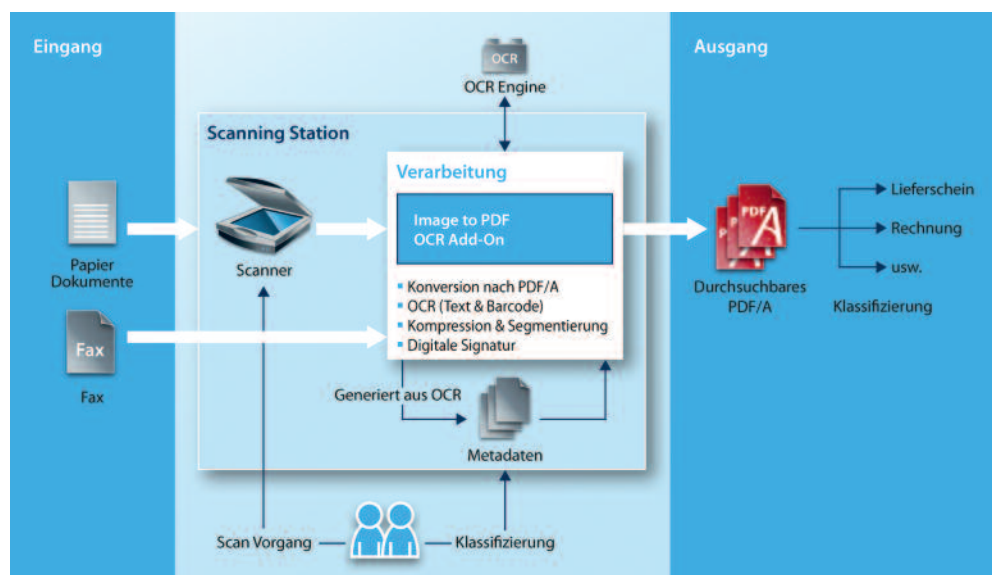 Eingang
Ausgang
OCR
OCR Engine
Scanning Station
Verarbeitung
Image to PDF
OCR Add-On
Konversion nach PDF/A
OCR (Text & Barcode)
Kompression & Segmentierung
Digitale Signatur
Papier
Dokumente
Scanner
Fax
Fax
Generiert aus OCR
Metadaten
Scan Vorgang
Klassifizierung
PDF
Durchsuchbares
PDF/A
Lieferschein
Rechnung
usw.
Klassifizierung